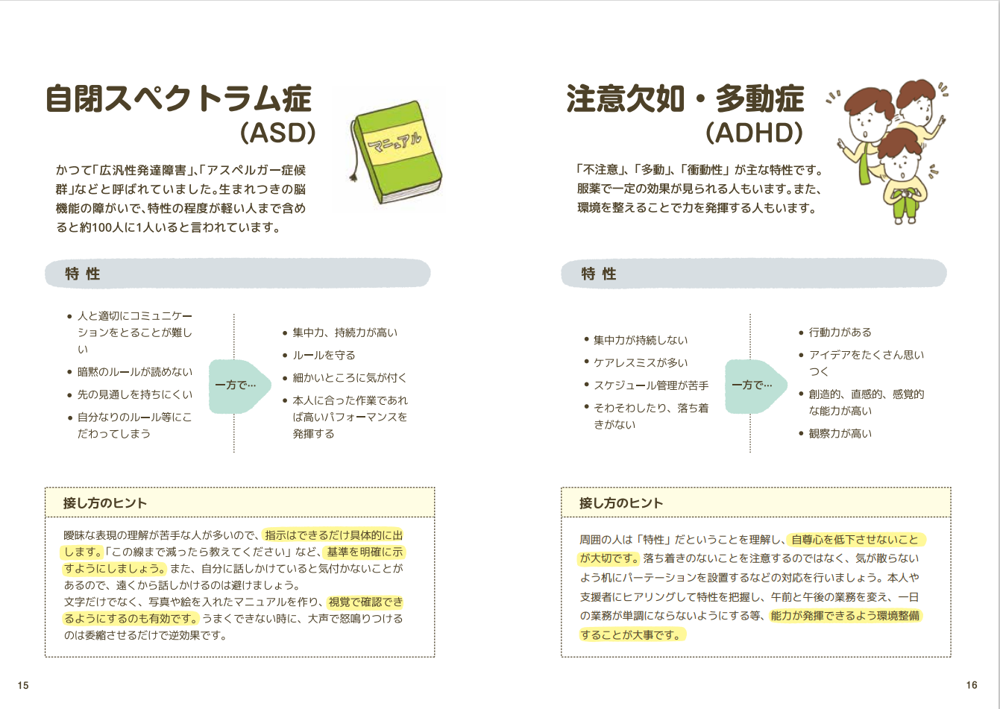 自閉スペクトラム症
(ASD)
マニュアル
かつて「広汎性発達障害」、「アスペルガー症候
群」などと呼ばれていました。生まれつきの脳
機能の障がいで、特性の程度が軽い人まで含め
ると約100人に1人いると言われています。
特 性
• 人と適切にコミュニケー
ションをとることが難し
い
• 暗黙のルールが読めない
• 先の見通しを持ちにくい
• 自分なりのルール等にこ
だわってしまう
一方で…
• 集中力、持続力が高い
• ルールを守る
• 細かいところに気が付く
• 本人に合った作業であれ
ば高いパフォーマンスを
発揮する
接し方のヒント
曖昧な表現の理解が苦手な人が多いので、指示はできるだけ具体的に出
します。「この線まで減ったら教えてください」など、基準を明確に示
すようにしましょう。また、自分に話しかけていると気付かないことが
あるので、遠くから話しかけるのは避けましょう。
文字だけでなく、写真や絵を入れたマニュアルを作り、視覚で確認でき
るようにするのも有効です。うまくできない時に、大声で怒鳴りつける
のは委縮させるだけで逆効果です。
15
注意欠如・多動症
(ADHD)
「不注意」、「多動」、「衝動性」が主な特性です。
服薬で一定の効果が見られる人もいます。また、
環境を整えることで力を発揮する人もいます。
特 性
• 集中力が持続しない
• ケアレスミスが多い
• スケジュール管理が苦手
• そわそわしたり、落ち着
きがない
一方で…
• 行動力がある
• アイデアをたくさん思い
つく
• 創造的、直感的、感覚的
な能力が高い
• 観察力が高い
接し方のヒント
周囲の人は「特性」だということを理解し、自尊心を低下させないこと
が大切です。落ち着きのないことを注意するのではなく、気が散らない
よう机にパーテーションを設置するなどの対応を行いましょう。本人や
支援者にヒアリングして特性を把握し、午前と午後の業務を変え、一日
の業務が単調にならないようにする等、能力が発揮できるよう環境整備
することが大事です。
16